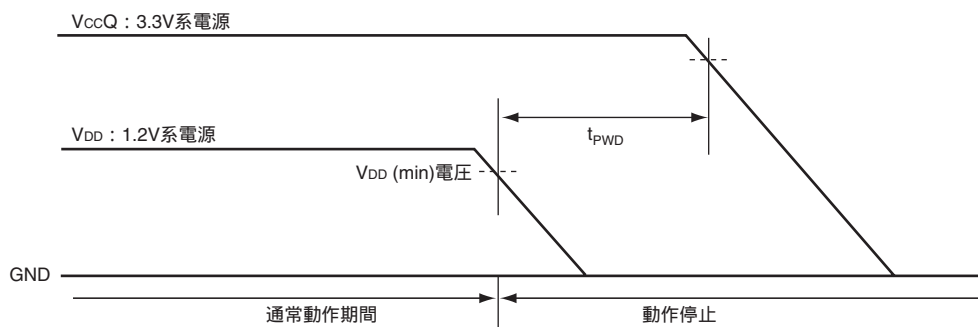 VccQ：3.3V系電源
VDD：1.2V系電源
tPWD
VDD (min)電圧
GND
通常動作期間
動作停止